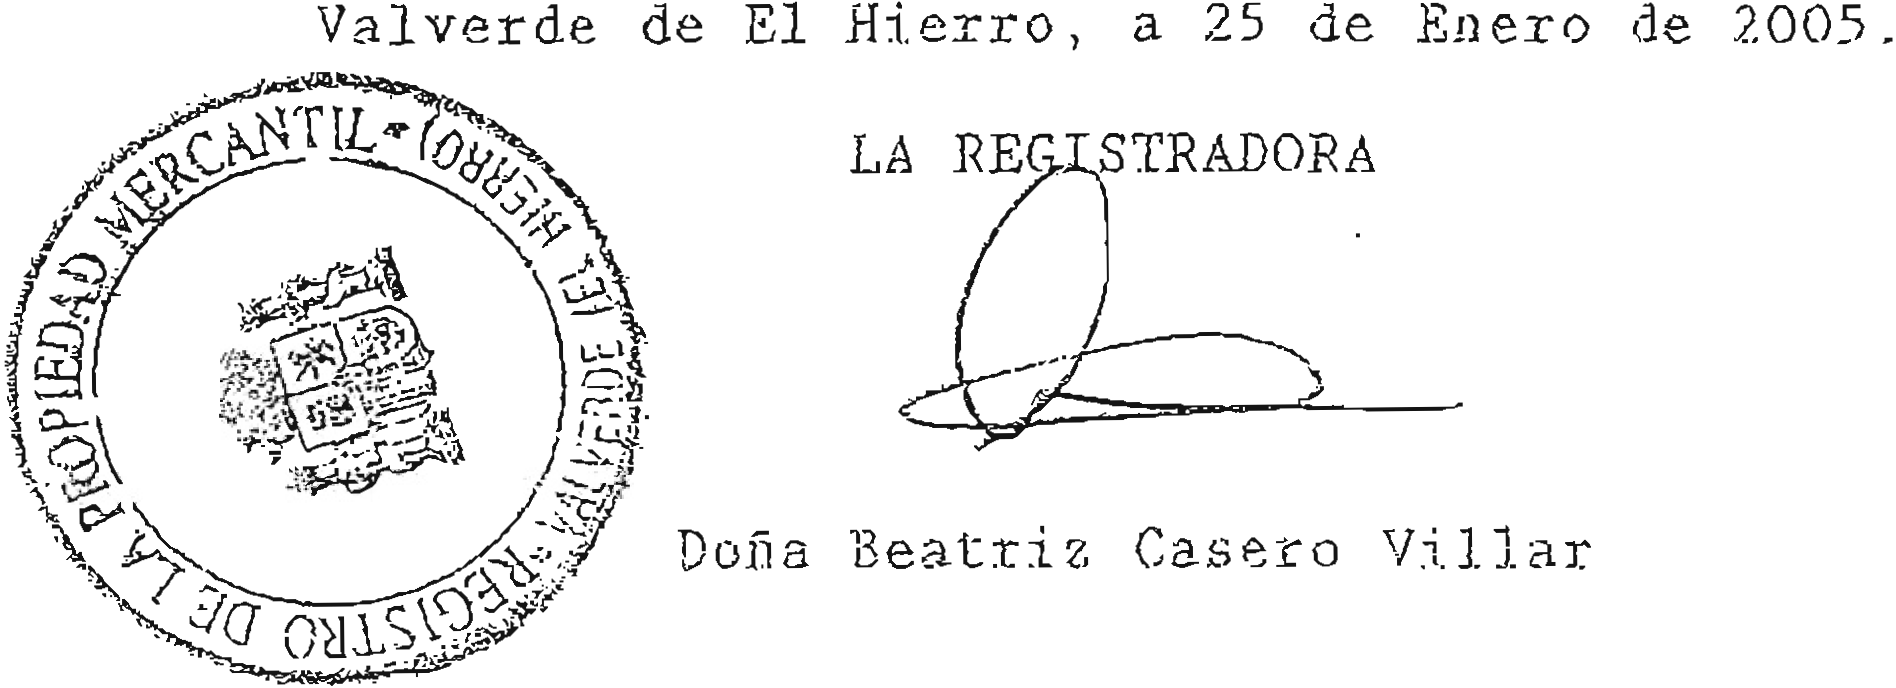 Valverde de El Hierro, a 25 de Enero de 2005.
LA REGISTRADORA
Doña Beatriz Casero Villar
REGISTRO DE LA PROPIEDAD MERCANTIL - VALVERDE (EL HIERRO)